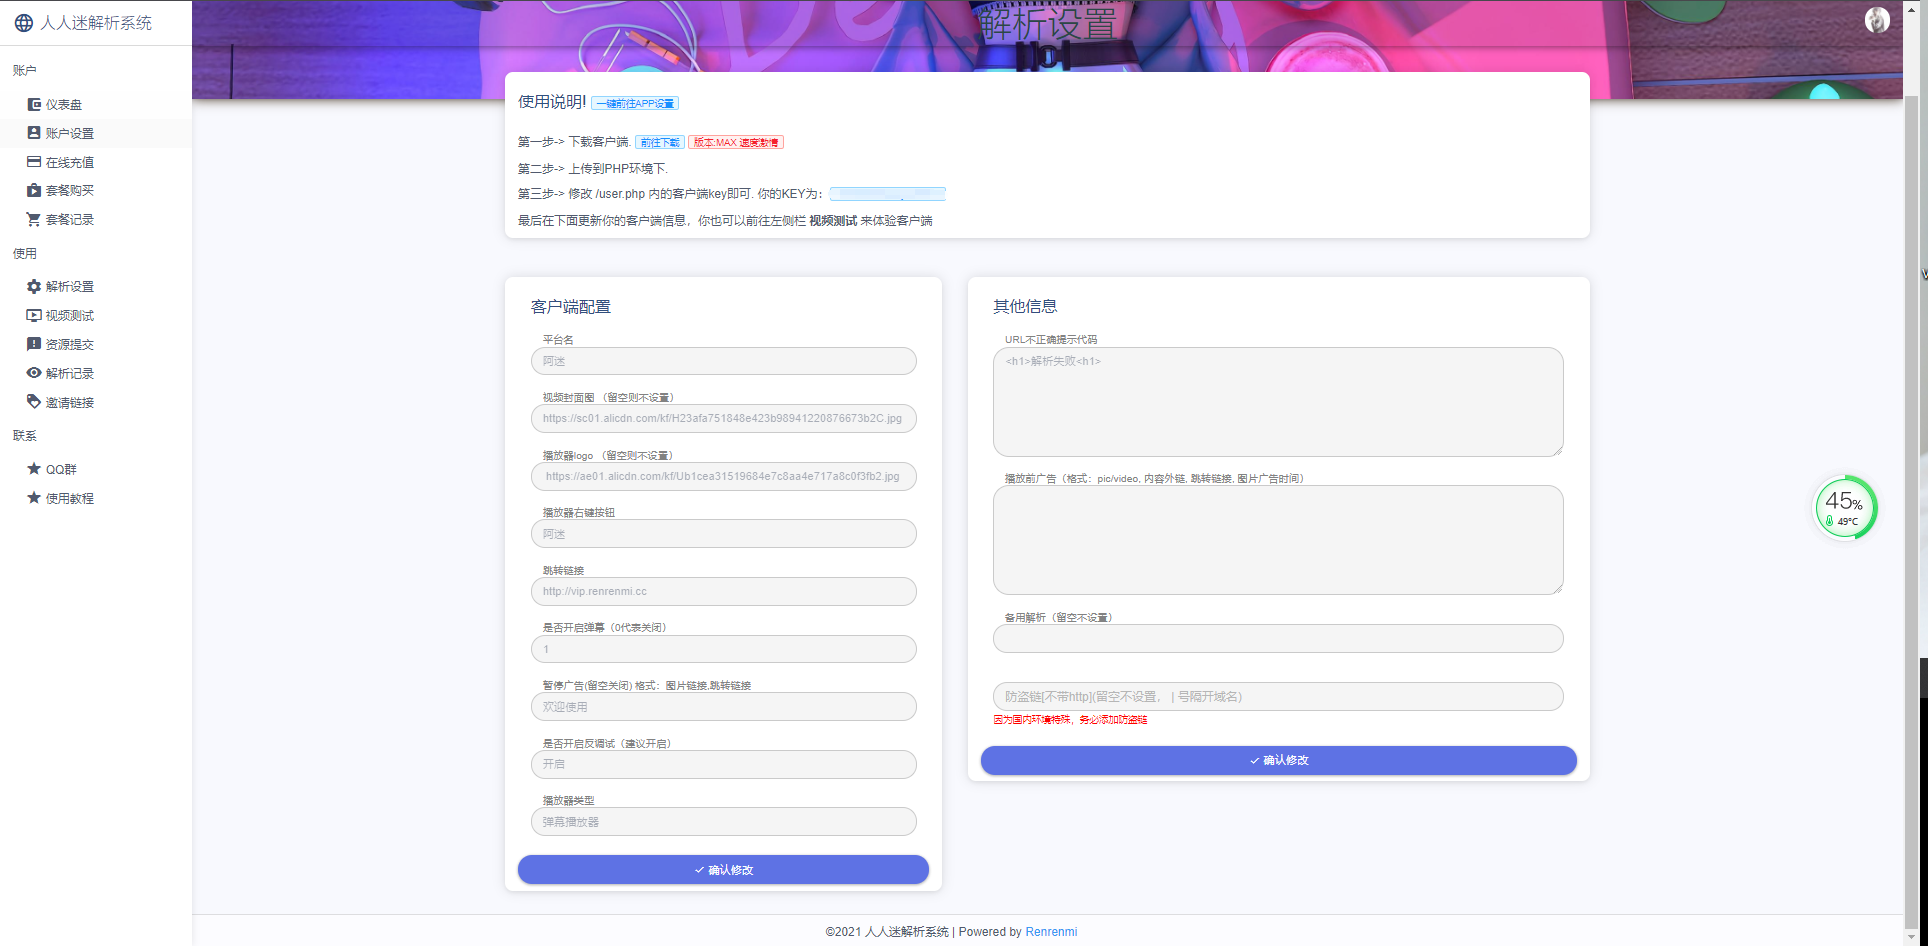 人人迷解析系统
账户
仪表盘
账户设置
在线充值
套餐购买
套餐记录
使用
解析设置
视频测试
资源提交
解析记录
邀请链接
联系
QQ群
使用教程
解析设置
使用说明! 一键前往APP设置
第一步-> 下载客户端. 前往下载 版本:MAX 速度激情
第二步-> 上传到PHP环境下.
第三步-> 修改 /user.php 内的客户端key即可. 你的KEY为：
最后在下面更新你的客户端信息，你也可以前往左侧栏 视频测试 来体验客户端
客户端配置
平台名
阿迷
视频封面图 （留空则不设置）
https://sc01.alicdn.com/kf/H23afa751848e423b98941220876673b2C.jpg
播放器logo （留空则不设置）
https://ae01.alicdn.com/kf/Ub1cea31519684e7c8aa4e717a8c0f3fb2.jpg
播放器右键按钮
阿迷
跳转链接
http://vip.renrenmi.cc
是否开启弹幕（0代表关闭）
1
暂停广告(留空关闭) 格式：图片链接,跳转链接
欢迎使用
是否开启反调试（建议开启）
开启
播放器类型
弹幕播放器
✓ 确认修改
其他信息
URL不正确提示代码
<h1>解析失败<h1>
播放前广告（格式：pic/video, 内容外链, 跳转链接, 图片广告时间）
备用解析（留空不设置）
防盗链[不带http](留空不设置， | 号隔开域名)
因为国内环境特殊，务必添加防盗链
✓ 确认修改
45%
49°C
©2021 人人迷解析系统 | Powered by Renrenmi